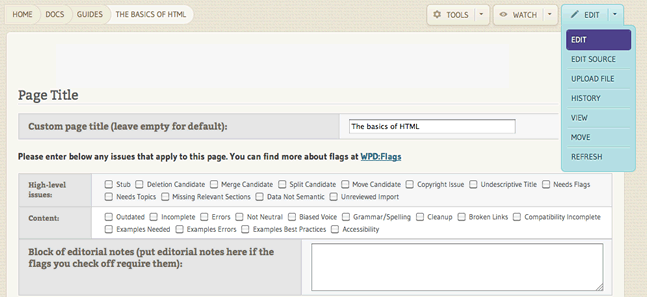 HOME DOCS GUIDES THE BASICS OF HTML TOOLS WATCH EDIT
EDIT
EDIT SOURCE
UPLOAD FILE
HISTORY
VIEW
MOVE
REFRESH
Page Title
Custom page title (leave empty for default): The basics of HTML
Please enter below any issues that apply to this page. You can find more about flags at WPD:Flags
High-level issues:
Stub Deletion Candidate Merge Candidate Split Candidate Move Candidate Copyright Issue Undescriptive Title Needs Flags
Needs Topics Missing Relevant Sections Data Not Semantic Unreviewed Import
Content:
Outdated Incomplete Errors Not Neutral Biased Voice Grammar/Spelling Cleanup Broken Links Compatibility Incomplete
Examples Needed Examples Errors Examples Best Practices Accessibility
Block of editorial notes (put editorial notes here if the
flags you check off require them):